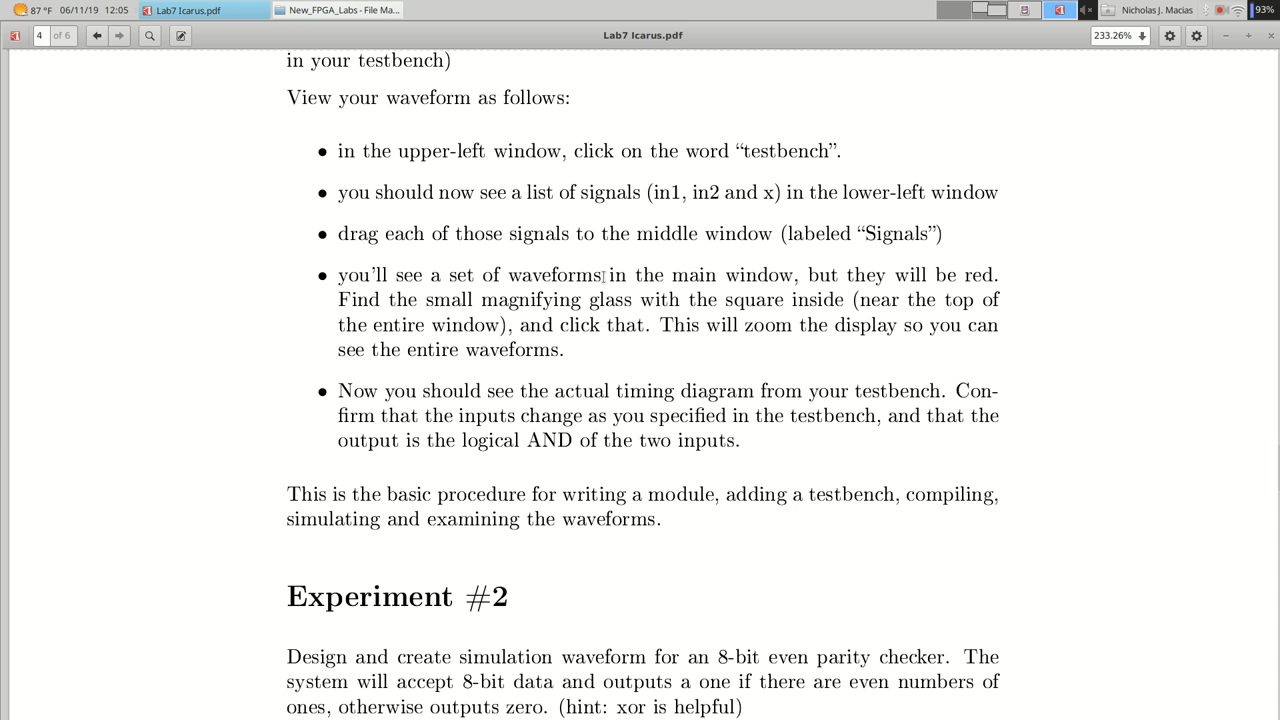 87 °F 06/11/19 12:05 Lab7 Icarus.pdf New_FPGA_Labs - File Ma... Nicholas J. Macias 93%
4 of 6 Lab7 Icarus.pdf 233.26%
in your testbench)
View your waveform as follows:
• in the upper-left window, click on the word “testbench”.
• you should now see a list of signals (in1, in2 and x) in the lower-left window
• drag each of those signals to the middle window (labeled “Signals”)
• you’ll see a set of waveforms in the main window, but they will be red.
Find the small magnifying glass with the square inside (near the top of
the entire window), and click that. This will zoom the display so you can
see the entire waveforms.
• Now you should see the actual timing diagram from your testbench. Con-
firm that the inputs change as you specified in the testbench, and that the
output is the logical AND of the two inputs.
This is the basic procedure for writing a module, adding a testbench, compiling,
simulating and examining the waveforms.
Experiment #2
Design and create simulation waveform for an 8-bit even parity checker. The
system will accept 8-bit data and outputs a one if there are even numbers of
ones, otherwise outputs zero. (hint: xor is helpful)